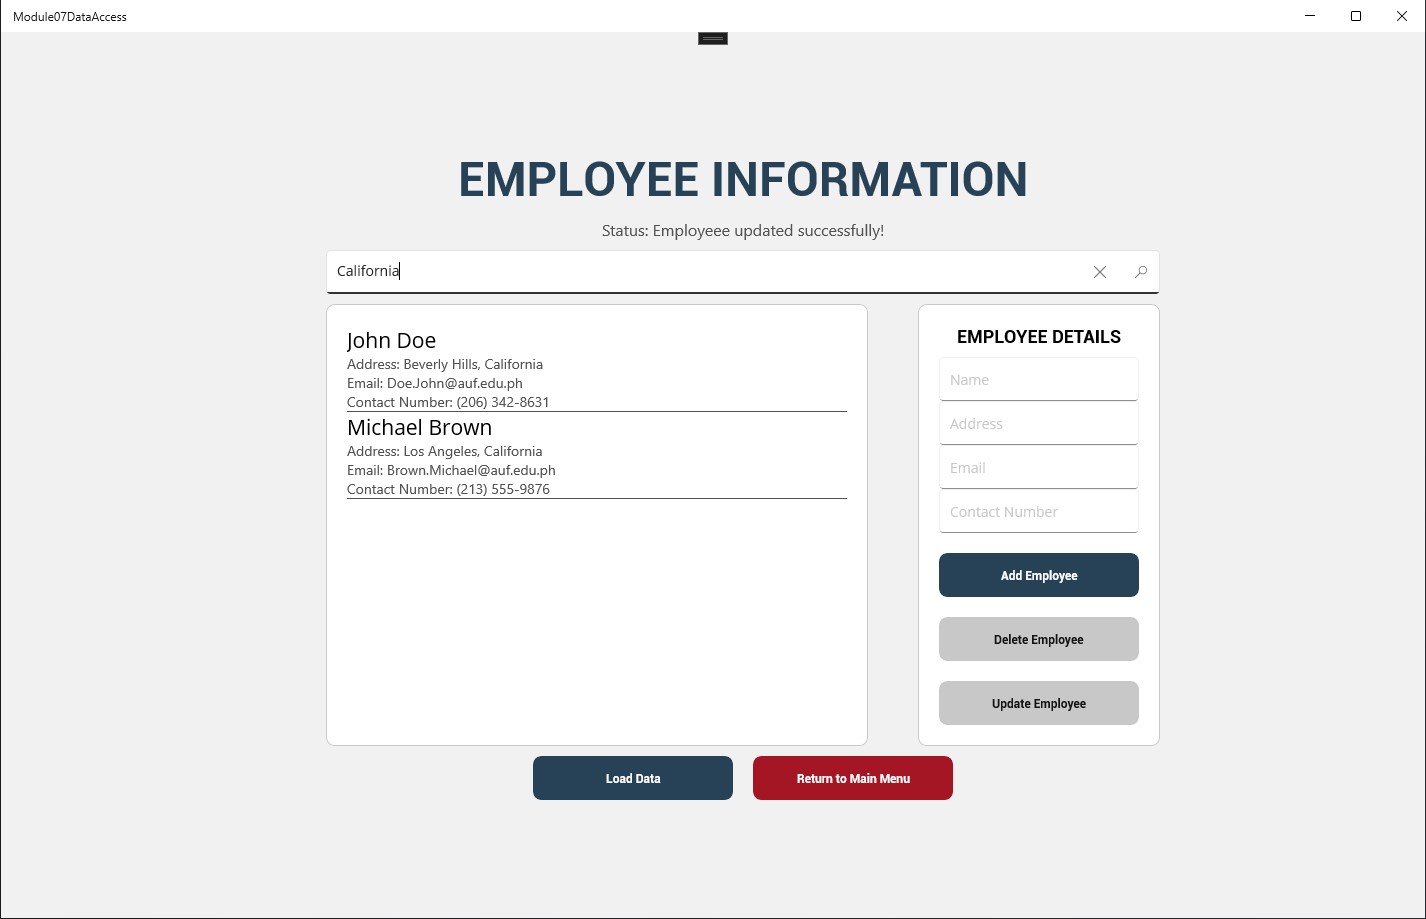 Module07DataAccess
EMPLOYEE INFORMATION
Status: Employeee updated successfully!
California
John Doe
Address: Beverly Hills, California
Email: Doe.John@auf.edu.ph
Contact Number: (206) 342-8631
Michael Brown
Address: Los Angeles, California
Email: Brown.Michael@auf.edu.ph
Contact Number: (213) 555-9876
EMPLOYEE DETAILS
Name
Address
Email
Contact Number
Add Employee
Delete Employee
Update Employee
Load Data
Return to Main Menu